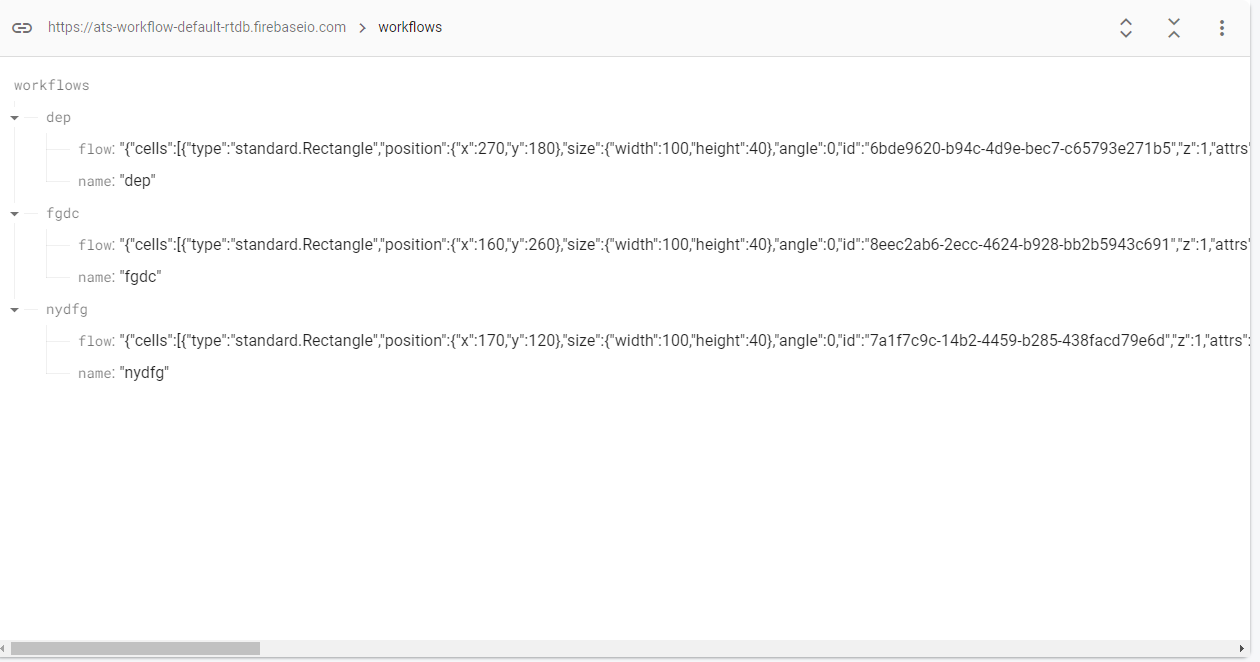 https://ats-workflow-default-rtdb.firebaseio.com > workflows
workflows
dep
flow: "{"cells":[{"type":"standard.Rectangle","position":{"x":270,"y":180},"size":{"width":100,"height":40},"angle":0,"id":"6bde9620-b94c-4d9e-bec7-c65793e271b5","z":1,"attrs"
name: "dep"
fgdc
flow: "{"cells":[{"type":"standard.Rectangle","position":{"x":160,"y":260},"size":{"width":100,"height":40},"angle":0,"id":"8eec2ab6-2ecc-4624-b928-bb2b5943c691","z":1,"attrs"
name: "fgdc"
nydfg
flow: "{"cells":[{"type":"standard.Rectangle","position":{"x":170,"y":120},"size":{"width":100,"height":40},"angle":0,"id":"7a1f7c9c-14b2-4459-b285-438facd79e6d","z":1,"attrs":
name: "nydfg"